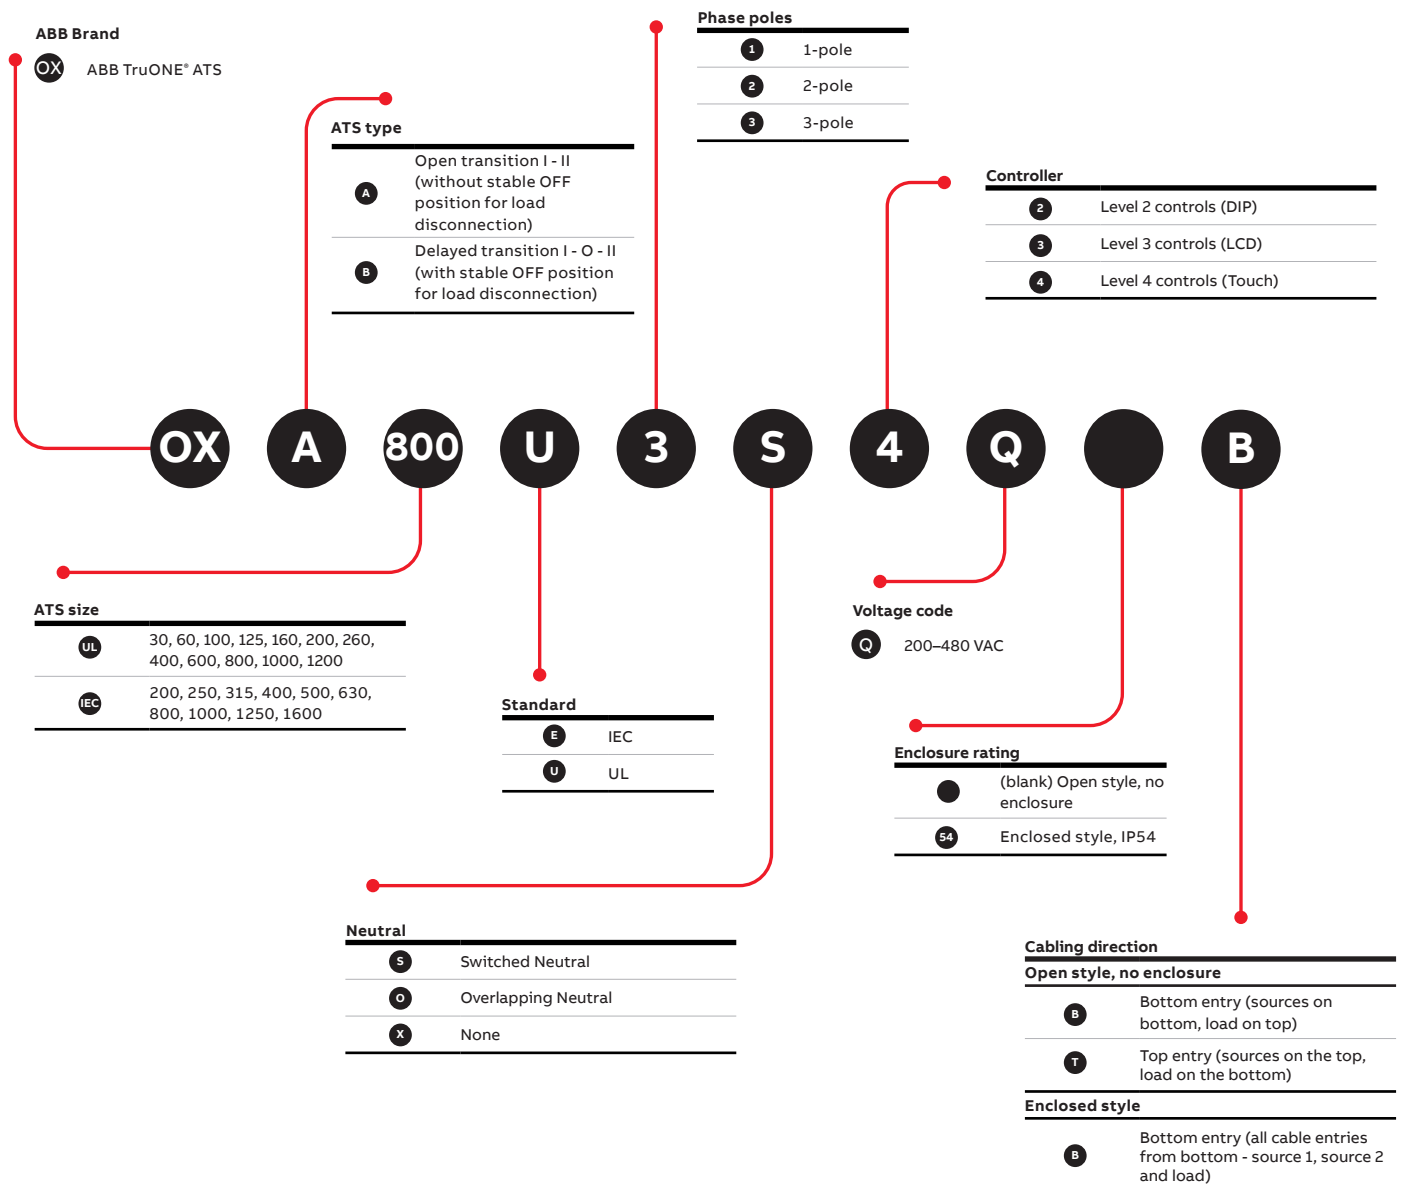 ABB Brand
OX ABB TruONE® ATS
Phase poles
1 1-pole
2 2-pole
3 3-pole
ATS type
A Open transition I - II
(without stable OFF
position for load
disconnection)
B Delayed transition I - O - II
(with stable OFF position
for load disconnection)
Controller
2 Level 2 controls (DIP)
3 Level 3 controls (LCD)
4 Level 4 controls (Touch)
OX A 800 U 3 S 4 Q B
ATS size
UL 30, 60, 100, 125, 160, 200, 260,
400, 600, 800, 1000, 1200
IEC 200, 250, 315, 400, 500, 630,
800, 1000, 1250, 1600
Standard
E IEC
U UL
Voltage code
Q 200–480 VAC
Enclosure rating
(blank) Open style, no
enclosure
54 Enclosed style, IP54
Neutral
S Switched Neutral
O Overlapping Neutral
X None
Cabling direction
Open style, no enclosure
B Bottom entry (sources on
bottom, load on top)
T Top entry (sources on the top,
load on the bottom)
Enclosed style
B Bottom entry (all cable entries
from bottom - source 1, source 2
and load)